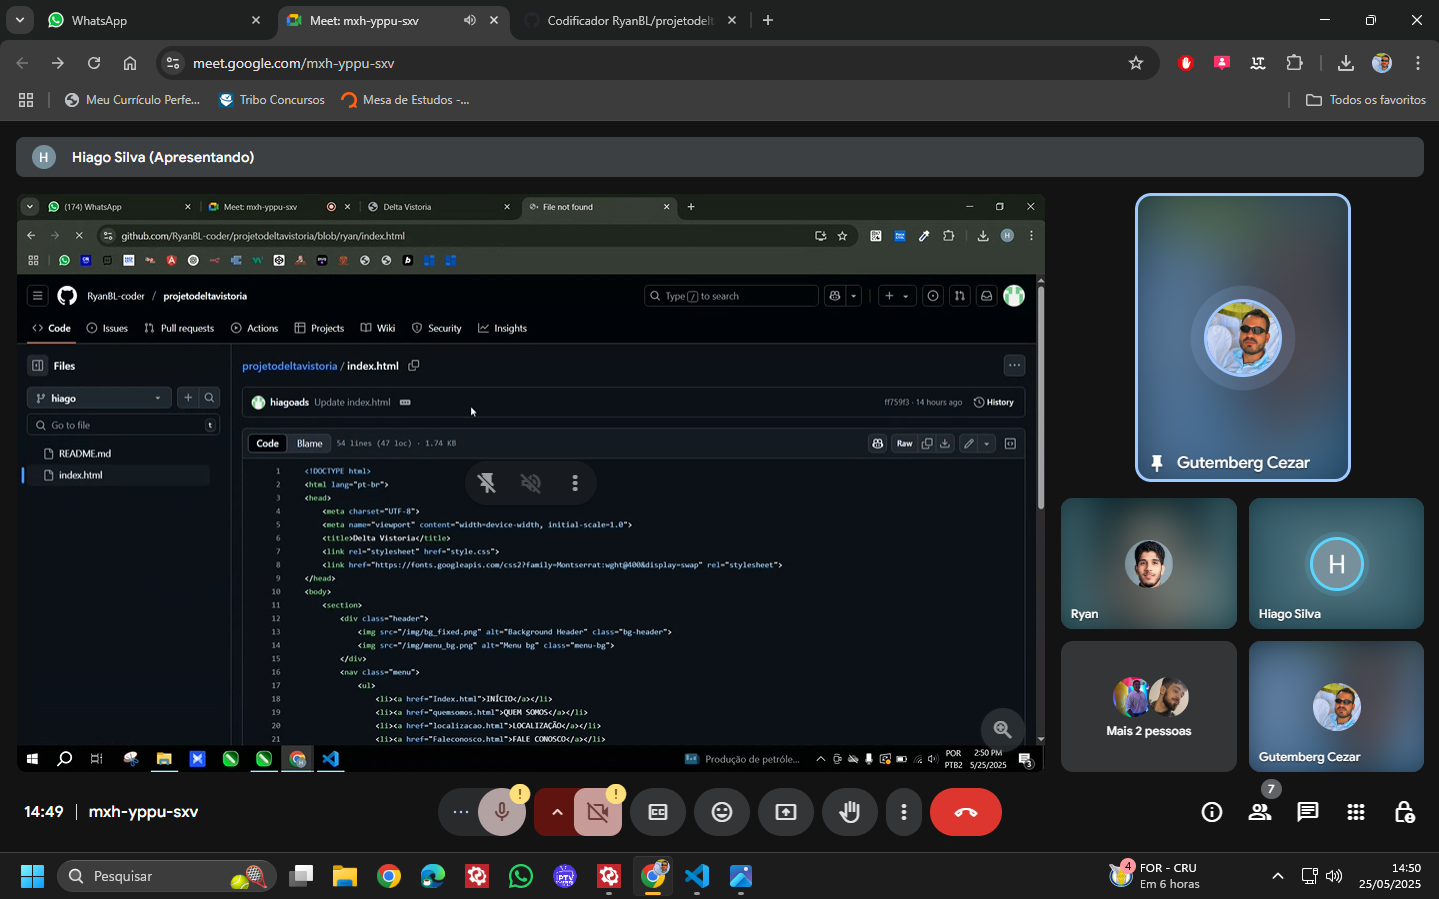 WhatsApp
Meet: mxh-yppu-sxv
Codificador RyanBL/projetodelt
meet.google.com/mxh-yppu-sxv
Meu Currículo Perfe...
Tribo Concursos
Mesa de Estudos -...
Todos os favoritos
H
Hiago Silva (Apresentando)
(174) WhatsApp
Meet: mxh-yppu-sxv
Delta Vistoria
File not found
github.com/RyanBL-coder/projetodeltavistoria/blob/ryan/index.html
RyanBL-coder / projetodeltavistoria
Type / to search
Code
Issues
Pull requests
Actions
Projects
Wiki
Security
Insights
Files
projetodeltavistoria / index.html
hiago
hiagoads Update index.html
ff759f3 · 14 hours ago
History
Go to file
t
Code
Blame
54 lines (47 loc) · 1.74 KB
Raw
README.md
index.html
1 <!DOCTYPE html>
2 <html lang="pt-br">
3 <head>
4 <meta charset="UTF-8">
5 <meta name="viewport" content="width=device-width, initial-scale=1.0">
6 <title>Delta Vistoria</title>
7 <link rel="stylesheet" href="style.css">
8 <link href="https://fonts.googleapis.com/css2?family=Montserrat:wght@400&display=swap" rel="stylesheet">
9 </head>
10 <body>
11 <section>
12 <div class="header">
13 <img src="/img/bg_fixed.png" alt="Background Header" class="bg-header">
14 <img src="/img/menu_bg.png" alt="Menu bg" class="menu-bg">
15 </div>
16 <nav class="menu">
17 <ul>
18 <li><a href="Index.html">INÍCIO</a></li>
19 <li><a href="quemsomos.html">QUEM SOMOS</a></li>
20 <li><a href="localizacao.html">LOCALIZAÇÃO</a></li>
21 <li><a href="Faleconosco.html">FALE CONOSCO</a></li>
Produção de petróle...
POR
PTB2
2:50 PM
5/25/2025
3
Gutemberg Cezar
Ryan
H
Hiago Silva
Mais 2 pessoas
Gutemberg Cezar
14:49
mxh-yppu-sxv
7
Pesquisar
4
FOR - CRU
Em 6 horas
14:50
25/05/2025